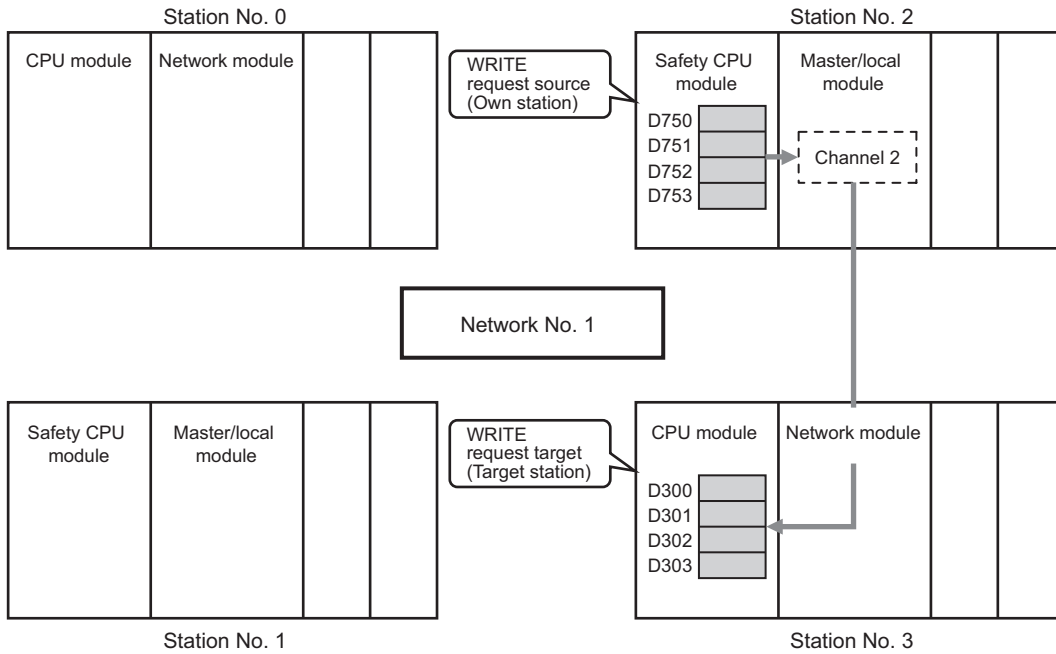 Station No. 0
CPU module
Network module
Station No. 2
WRITE
request source
(Own station)
Safety CPU
module
D750
D751
D752
D753
Master/local
module
Channel 2
Network No. 1
Safety CPU
module
Master/local
module
Station No. 1
WRITE
request target
(Target station)
CPU module
D300
D301
D302
D303
Network module
Station No. 3